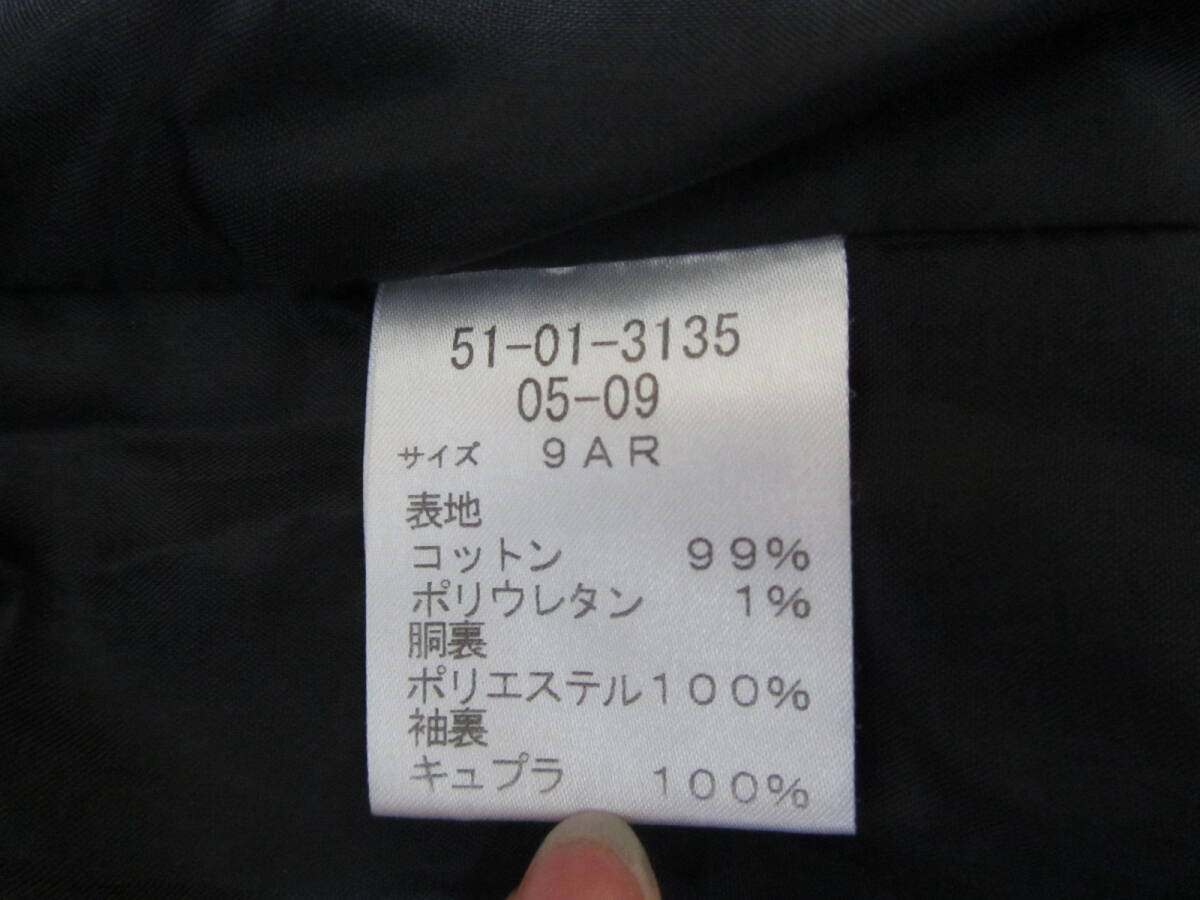 51-01-3135
05-09
サイズ 9AR
表地
コットン 99%
ポリウレタン 1%
胴裏
ポリエステル100%
袖裏
キュプラ 100%